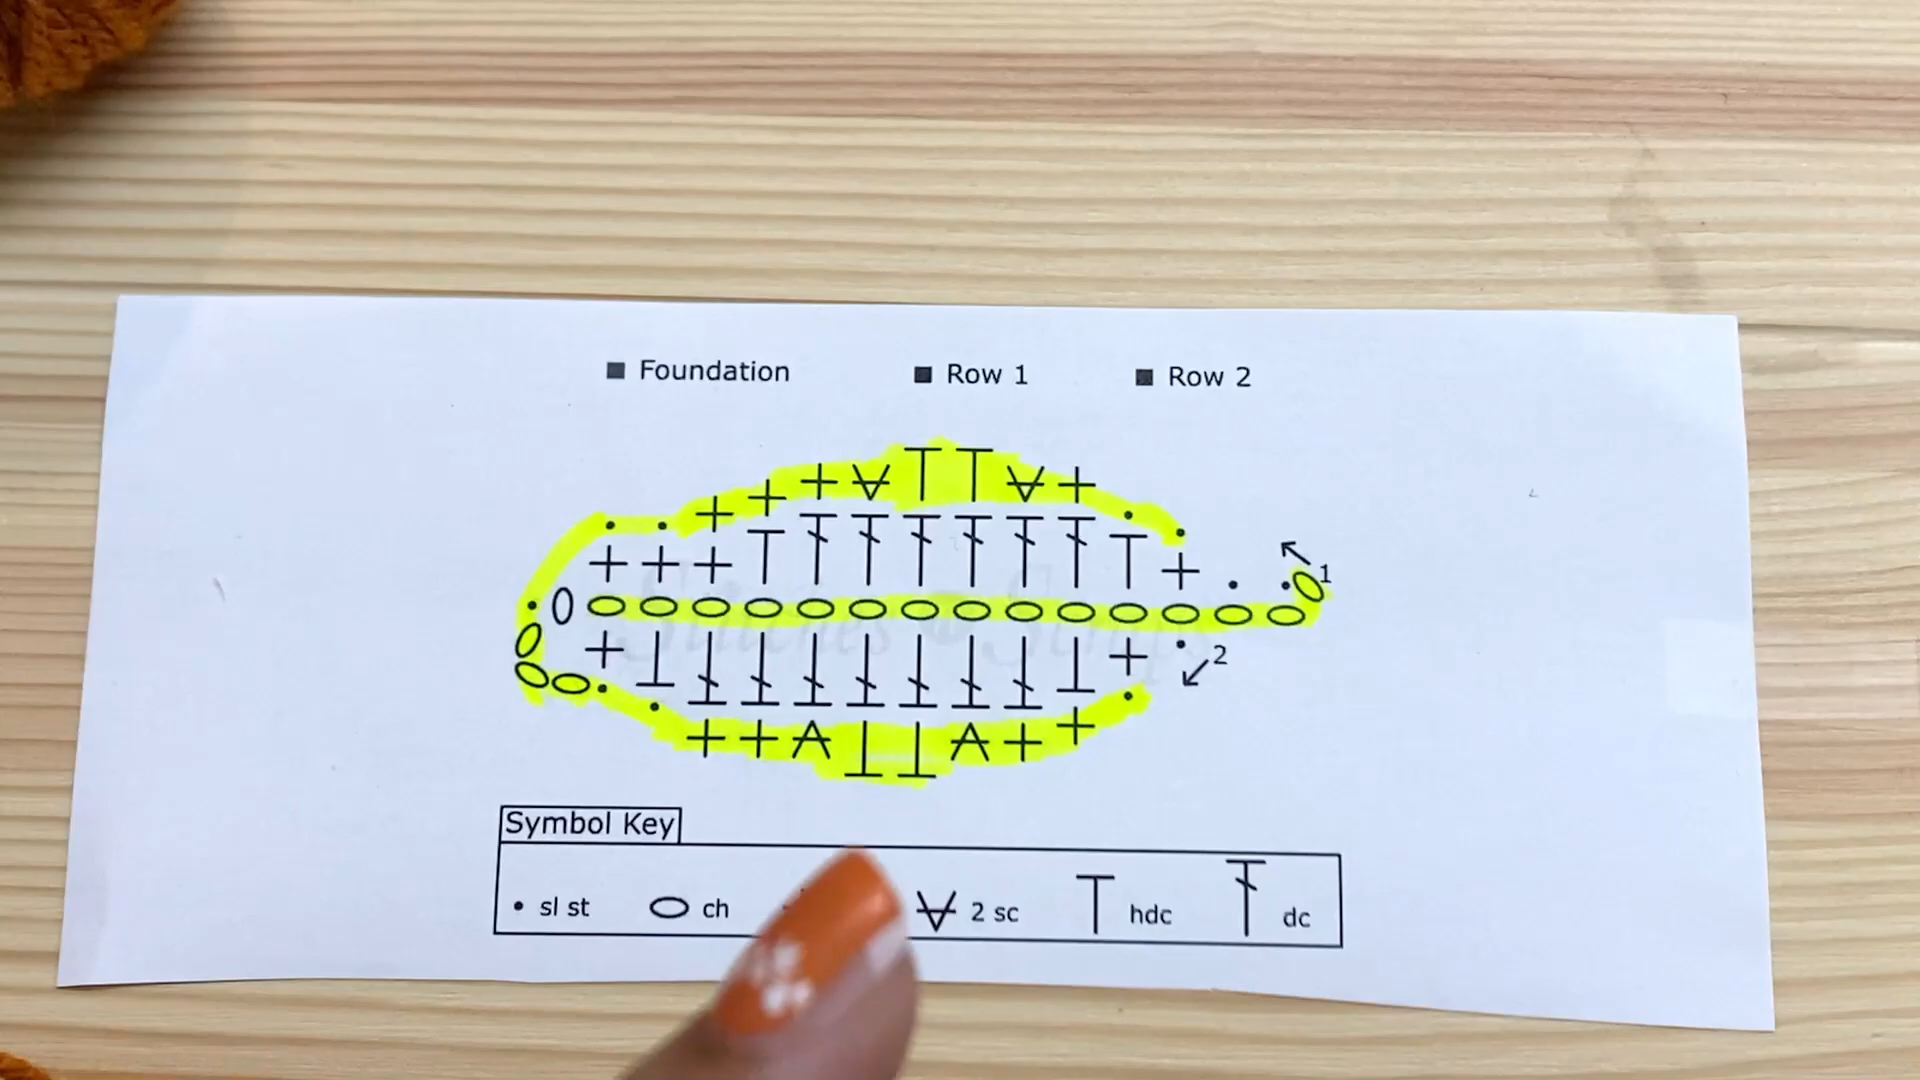 Foundation Row 1 Row 2
1
2
Symbol Key
sl st ch 2 sc hdc dc